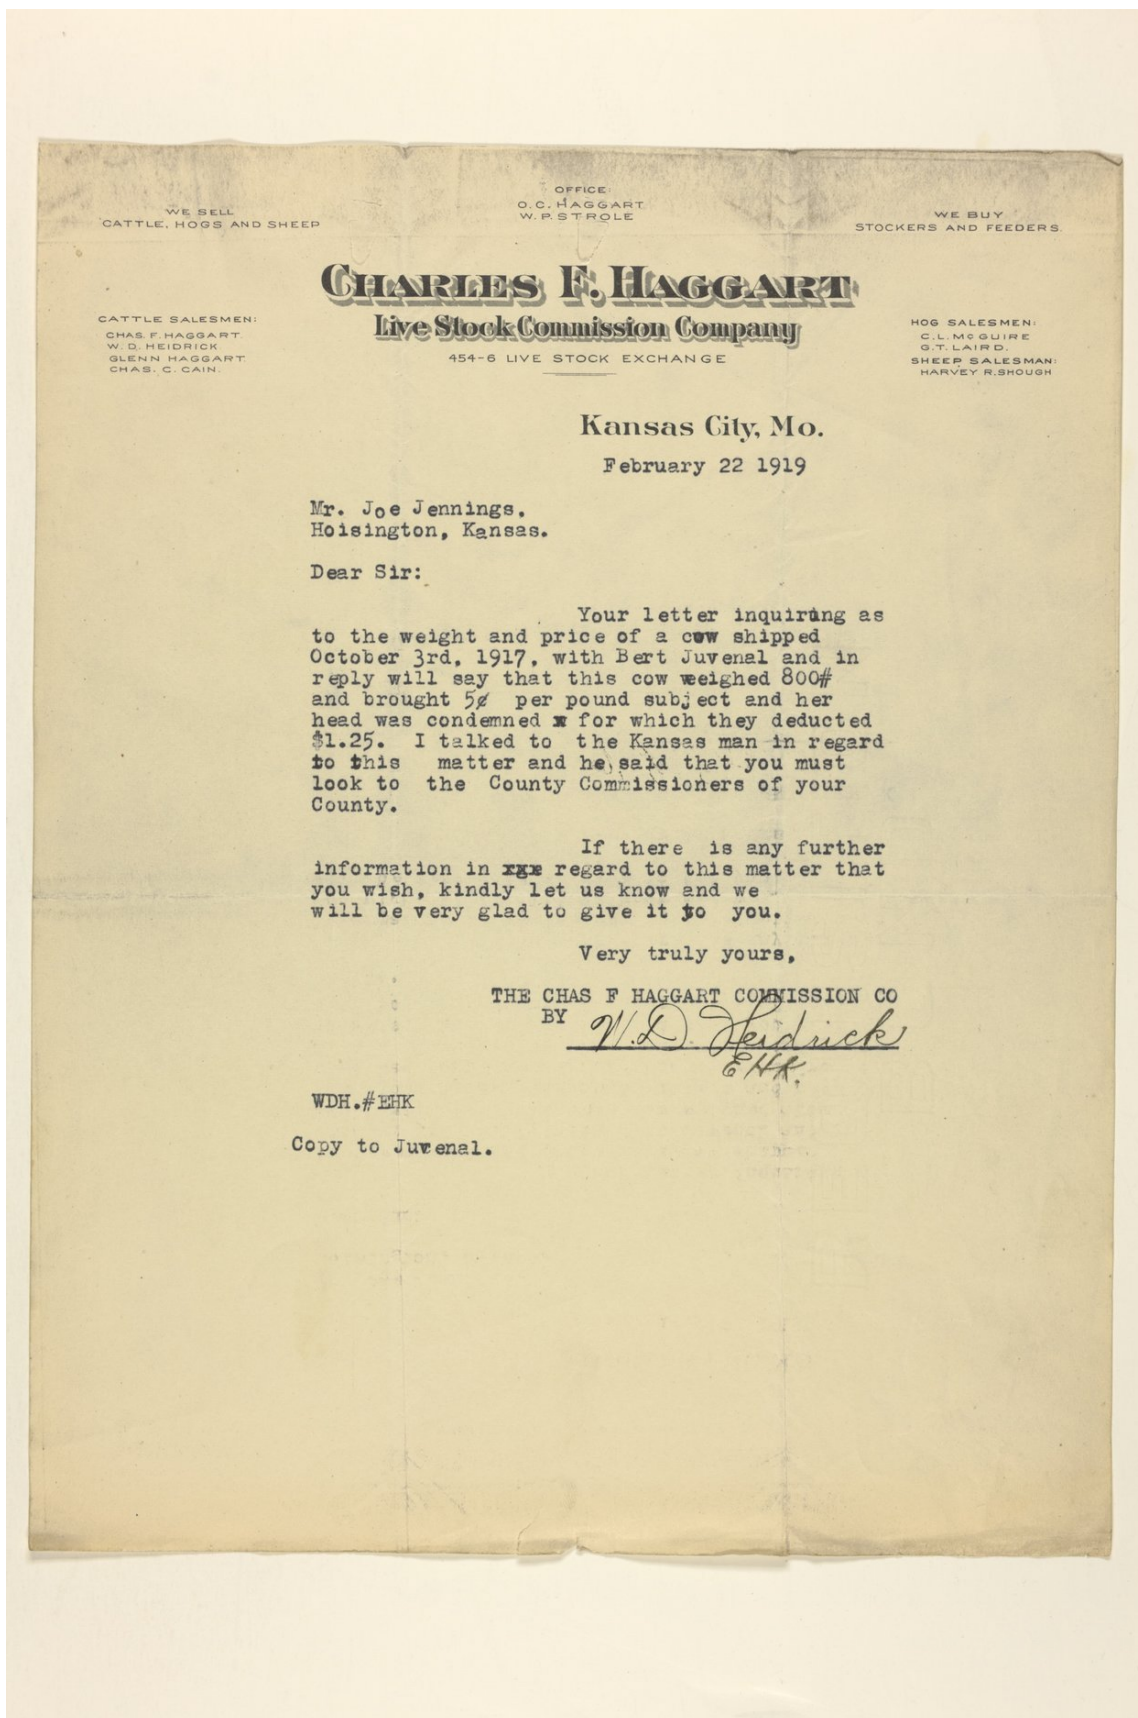 OFFICE:
O.C. HAGGART
W.P. STROLE
WE SELL
CATTLE, HOGS AND SHEEP
WE BUY
STOCKERS AND FEEDERS.
CHARLES F. HAGGART
Live Stock Commission Company
454-6 LIVE STOCK EXCHANGE
CATTLE SALESMEN:
CHAS. F. HAGGART.
W. D. HEIDRICK.
GLENN HAGGART.
CHAS. C. CAIN.
HOG SALESMEN:
C.L. McGUIRE
G.T. LAIRD.
SHEEP SALESMAN:
HARVEY R. SHOUGH
Kansas City, Mo.
February 22 1919
Mr. Joe Jennings.
Hoisington, Kansas.
Dear Sir:
Your letter inquiring as
to the weight and price of a cow shipped
October 3rd, 1917, with Bert Juvenal and in
reply will say that this cow weighed 800#
and brought 5¢ per pound subject and her
head was condemned x for which they deducted
$1.25. I talked to the Kansas man in regard
to this matter and he said that you must
look to the County Commissioners of your
County.
If there is any further
information in xgx regard to this matter that
you wish, kindly let us know and we
will be very glad to give it to you.
Very truly yours,
THE CHAS F HAGGART COMMISSION CO
BY W. D. Heidrick
EHK.
WDH.#EHK
Copy to Juvenal.